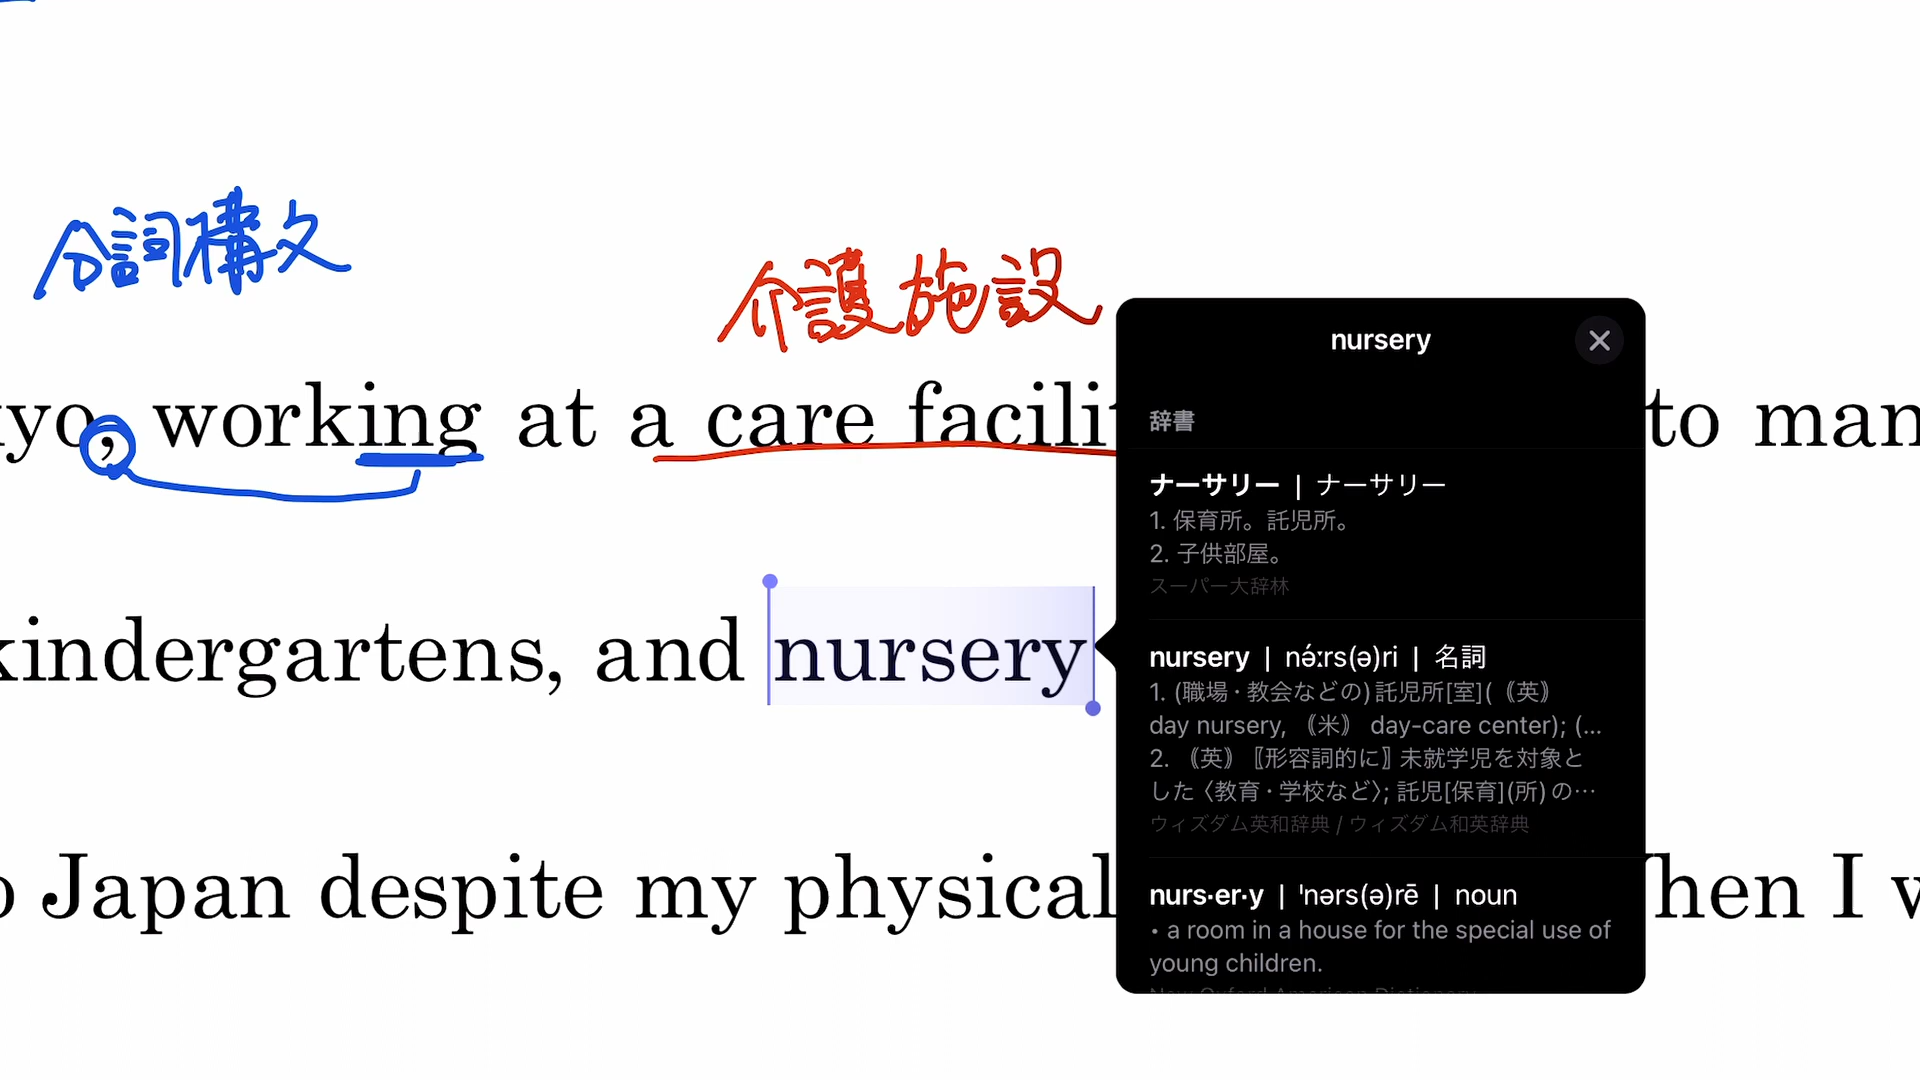 分詞構文
介護施設
yo, working at a care facili
to man
kindergartens, and nursery
Japan despite my physical
hen I
nursery
辞書
ナーサリー | ナーサリー
1. 保育所。託児所。
2. 子供部屋。
スーパー大辞林
nursery | nə́ːrs(ə)ri | 名詞
1. (職場・教会などの)託児所[室](⦅英⦆
day nursery, ⦅米⦆ day-care center); (...
2. ⦅英⦆〖形容詞的に〗未就学児を対象と
した〈教育・学校など〉; 託児[保育](所)の…
ウィズダム英和辞典 / ウィズダム和英辞典
nurs·er·y | ˈnərs(ə)rē | noun
• a room in a house for the special use of
young children.
New Oxford American Dictionary